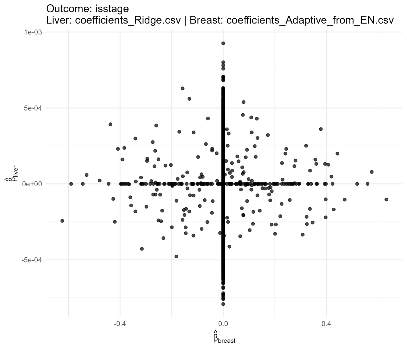 Outcome: isstage
Liver: coefficients_Ridge.csv | Breast: coefficients_Adaptive_from_EN.csv
1e-03
5e-04
0e+00
-5e-04
-0.4
0.0
0.4
breast